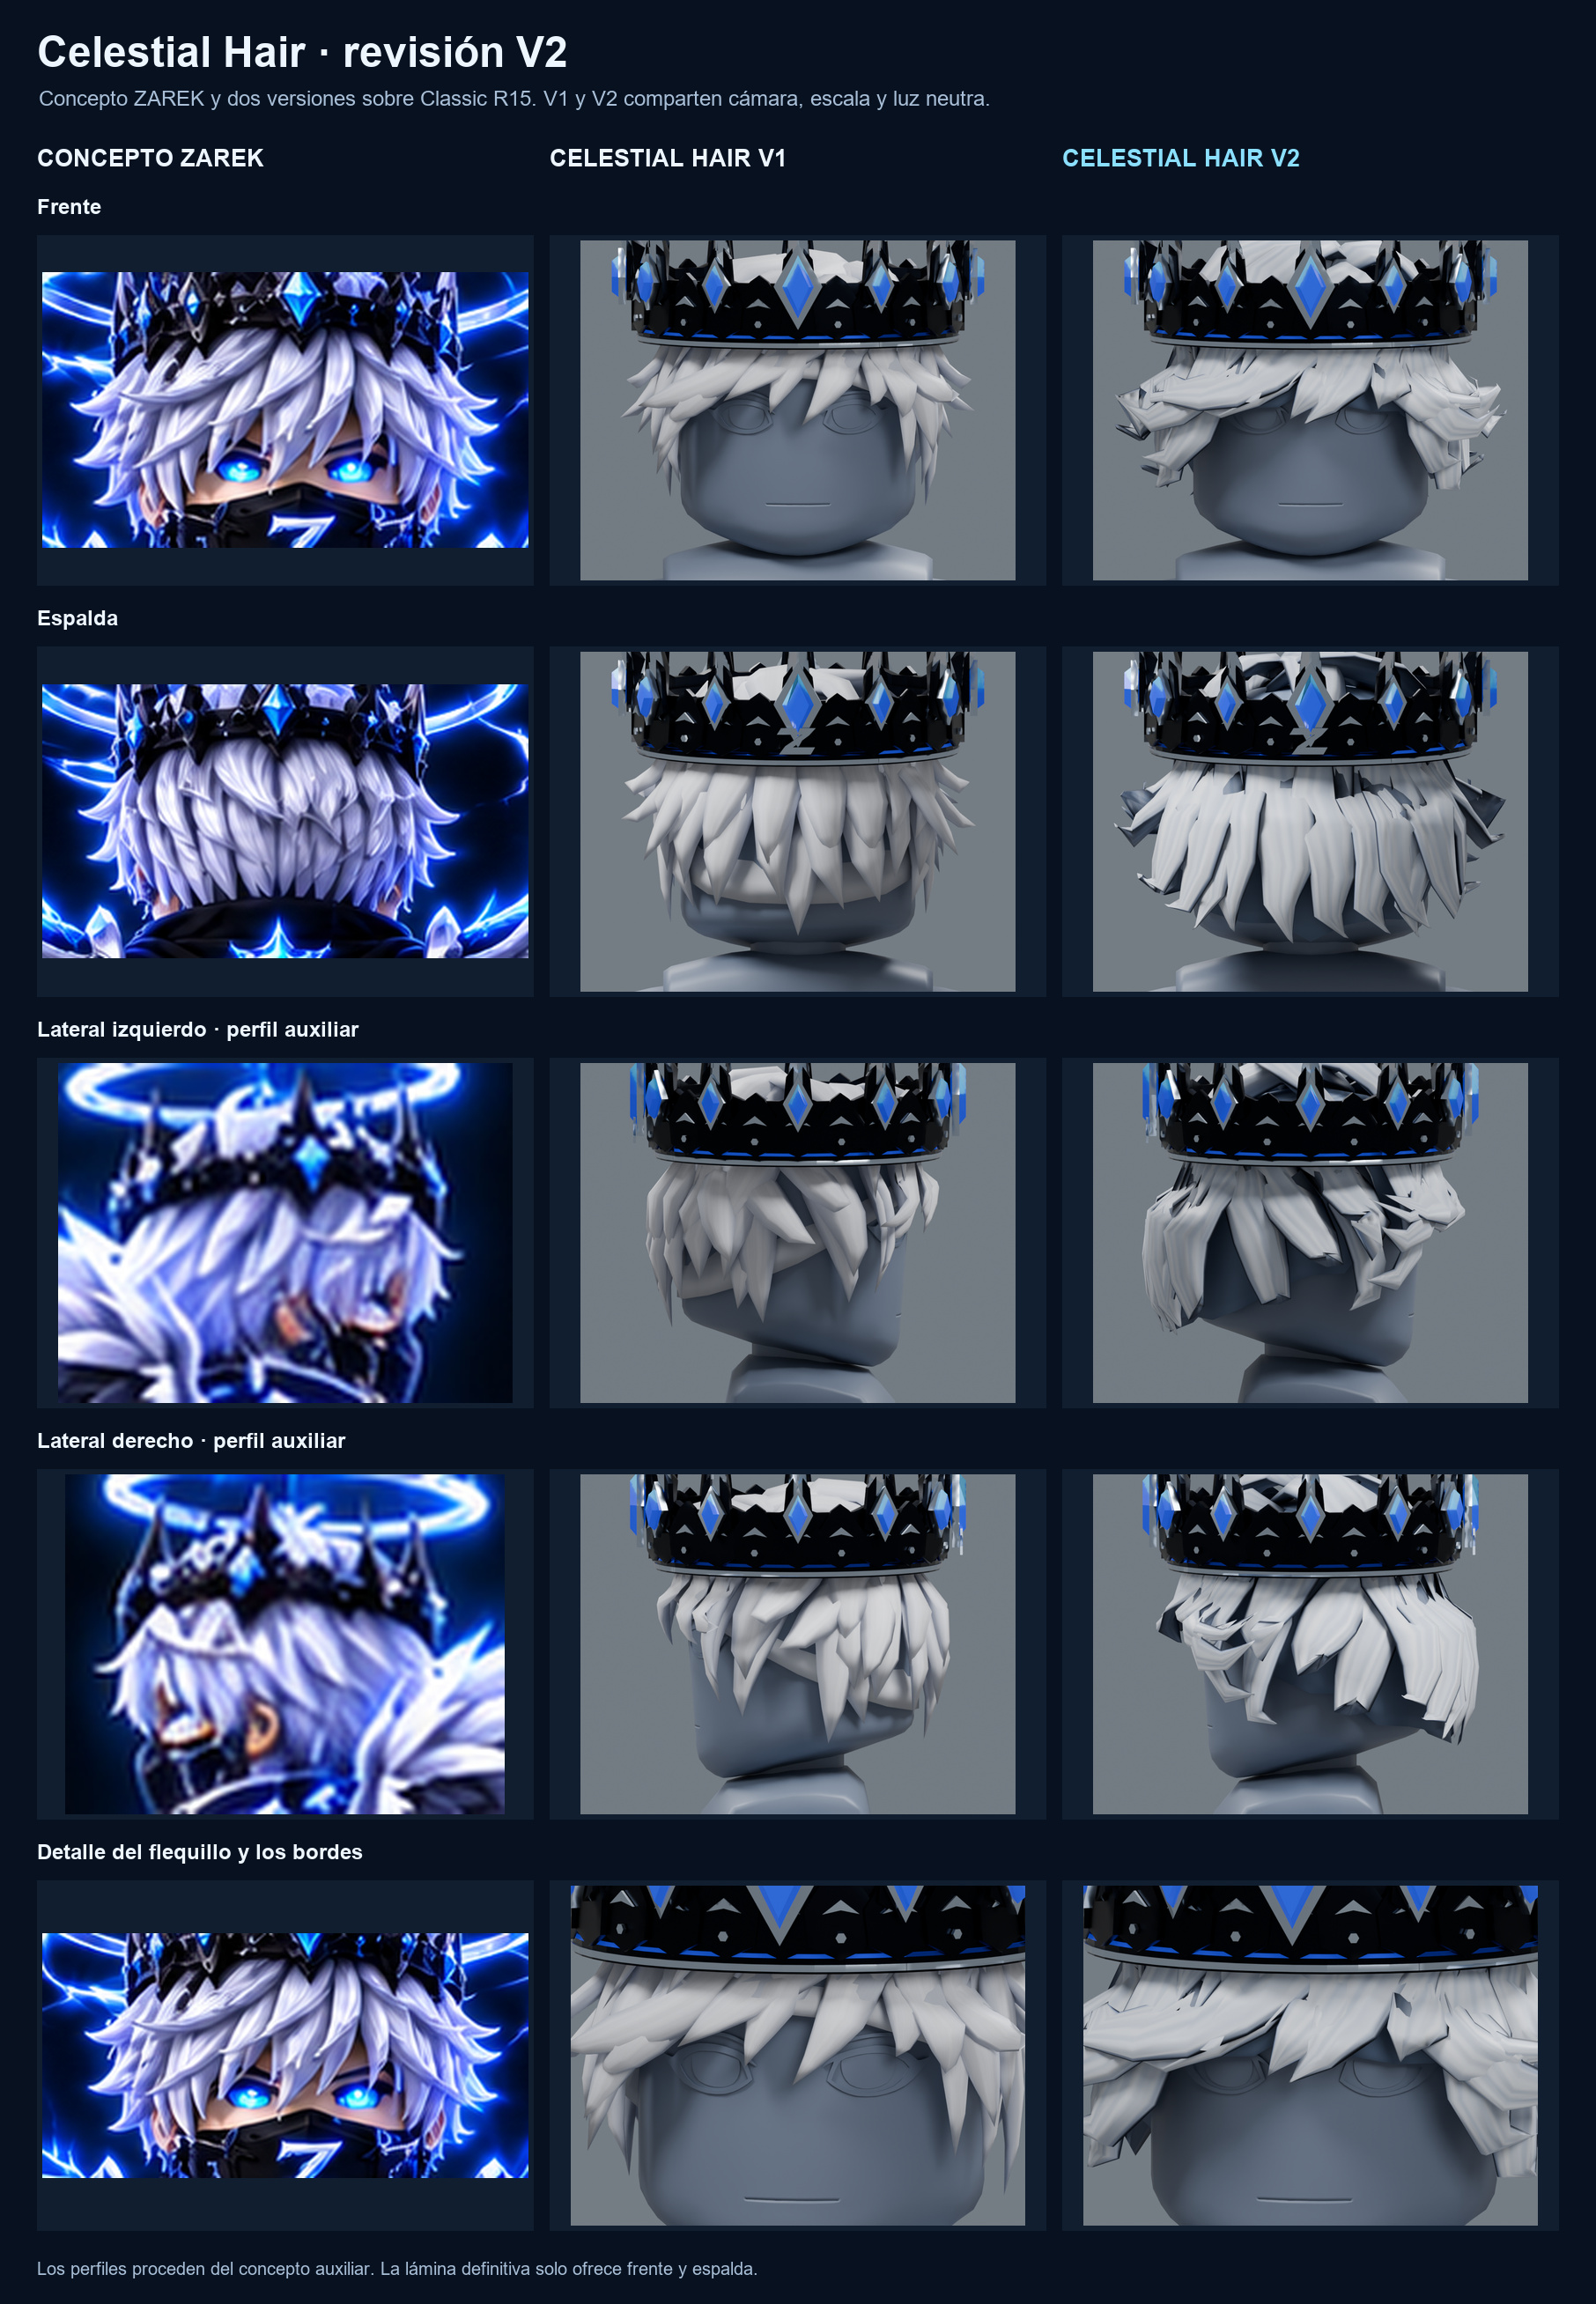 Celestial Hair · revisión V2
Concepto ZAREK y dos versiones sobre Classic R15. V1 y V2 comparten cámara, escala y luz neutra.
CONCEPTO ZAREK
CELESTIAL HAIR V1
CELESTIAL HAIR V2
Frente
Z
Espalda
Z
Z
Lateral izquierdo · perfil auxiliar
Lateral derecho · perfil auxiliar
Detalle del flequillo y los bordes
Z
Los perfiles proceden del concepto auxiliar. La lámina definitiva solo ofrece frente y espalda.